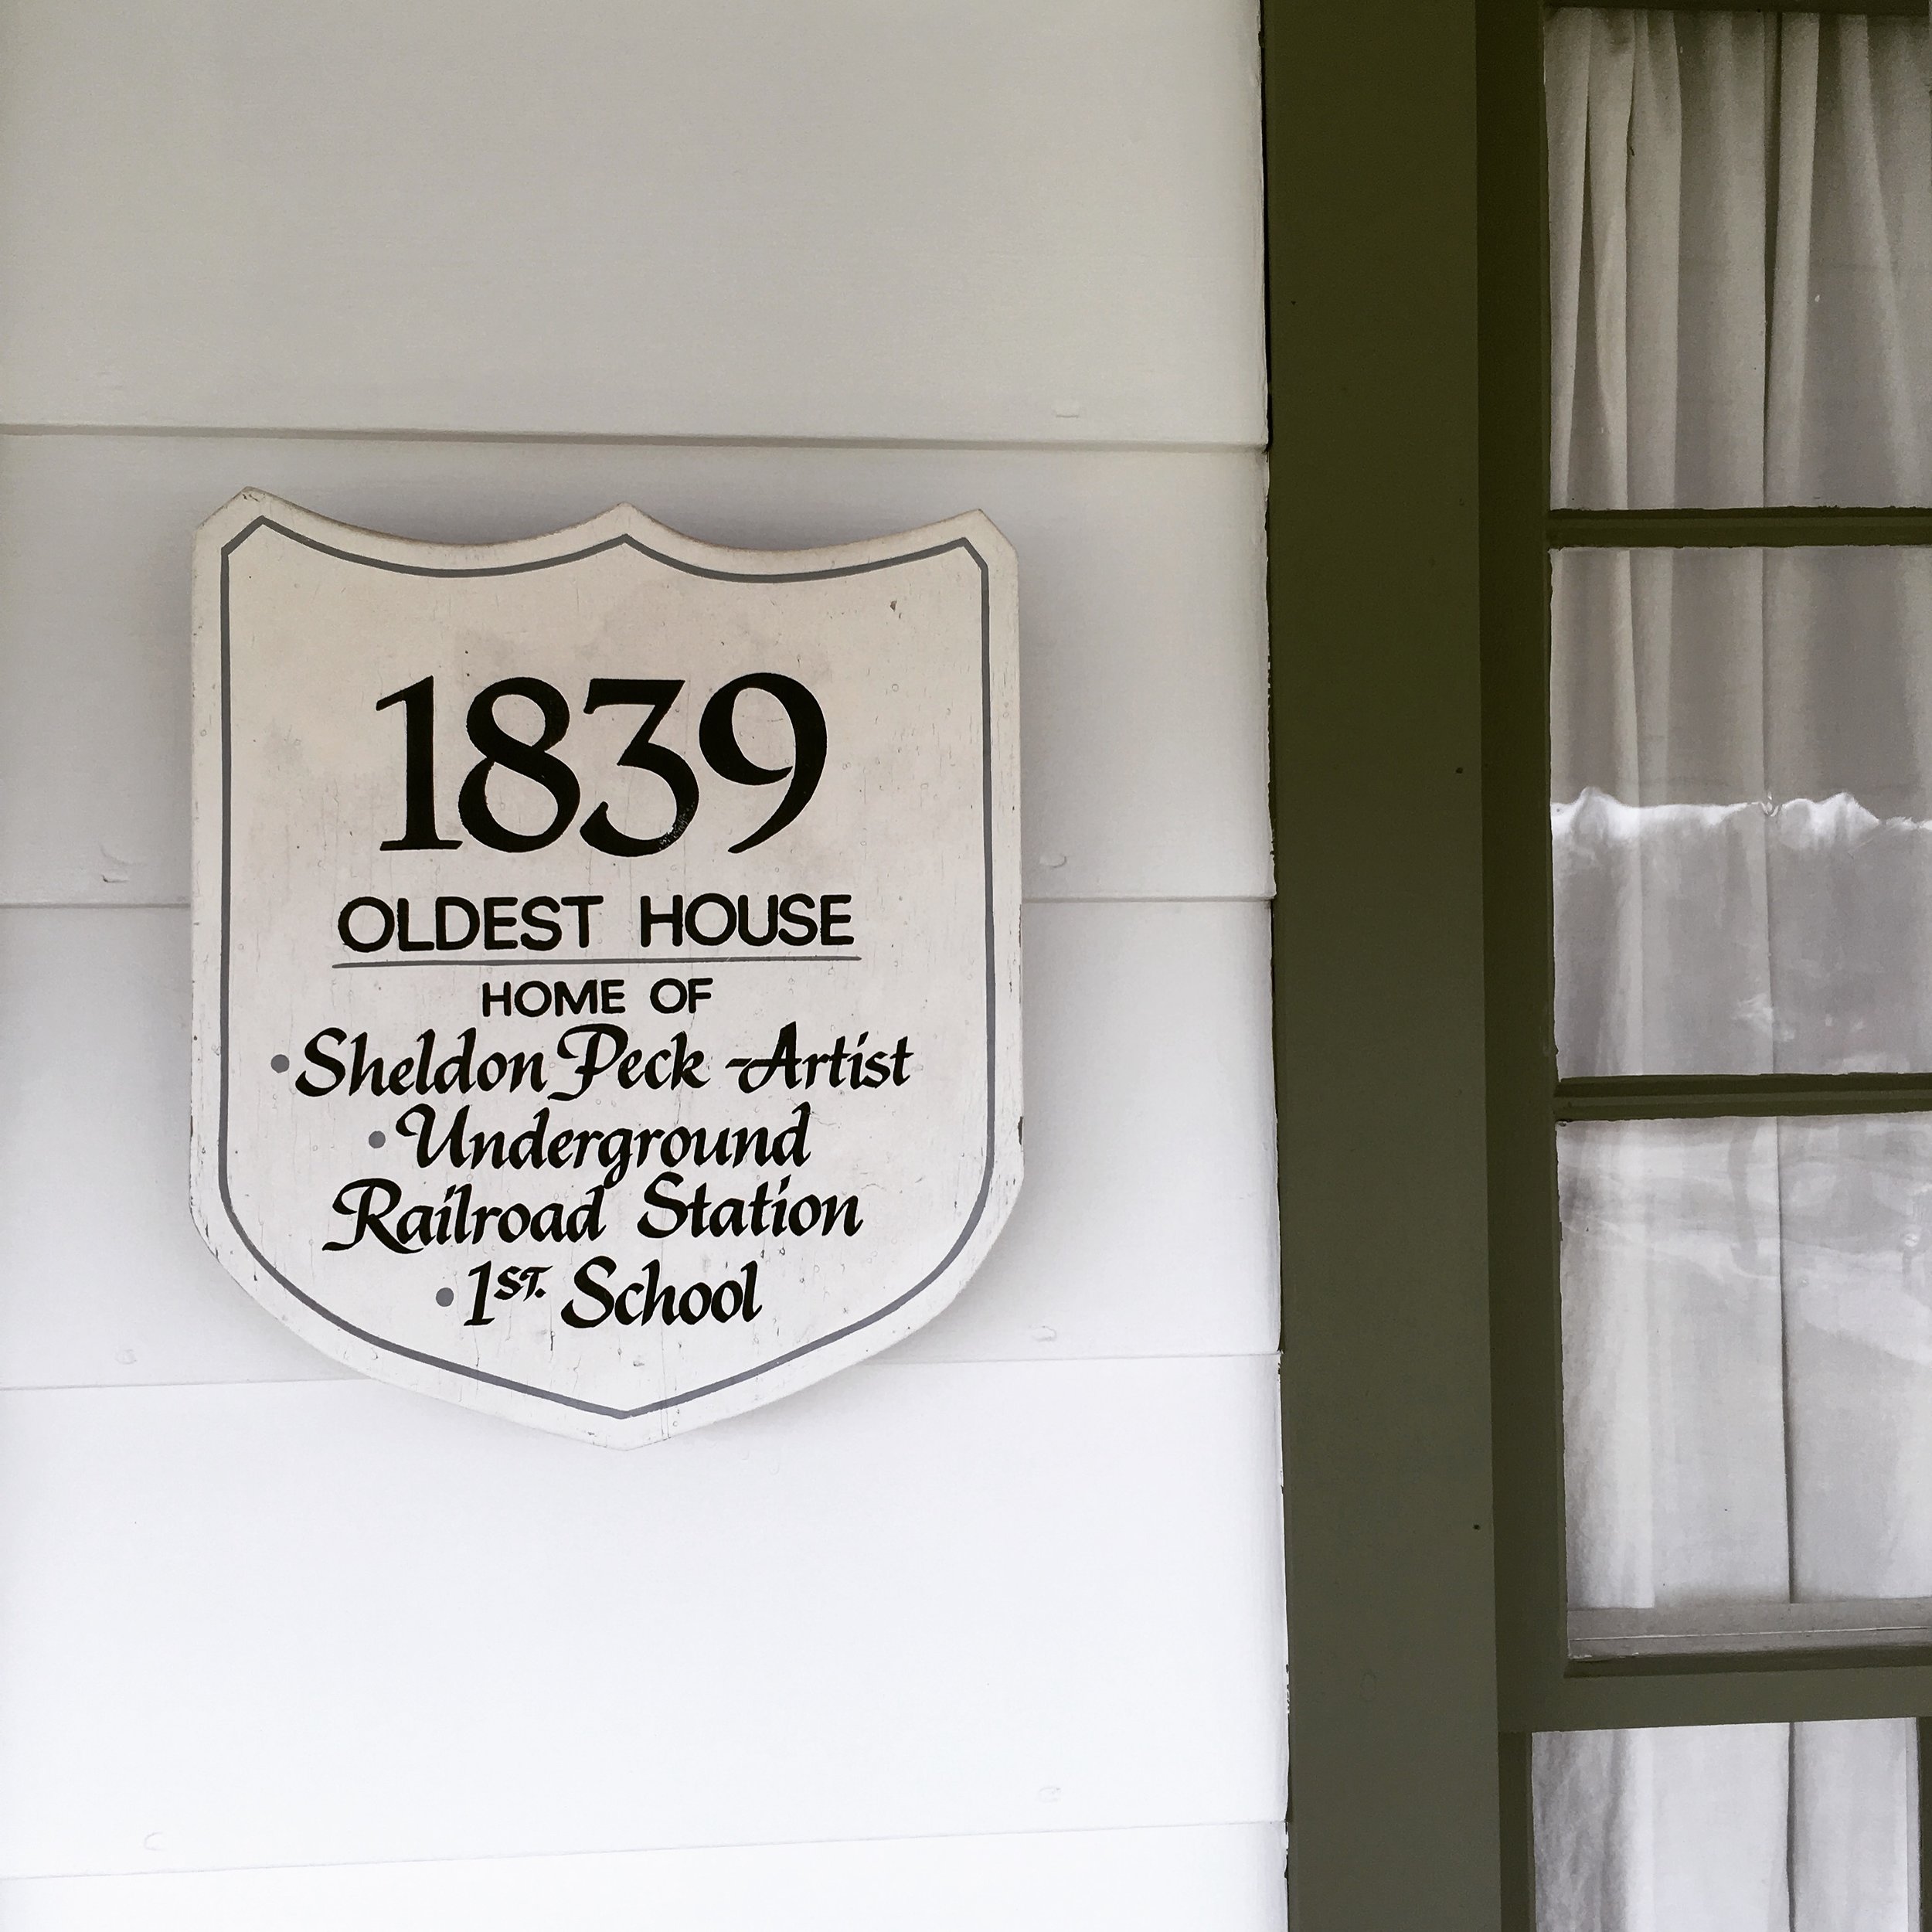 1839
OLDEST HOUSE
HOME OF
•Sheldon Peck - Artist
•Underground
Railroad Station
•1ST. School